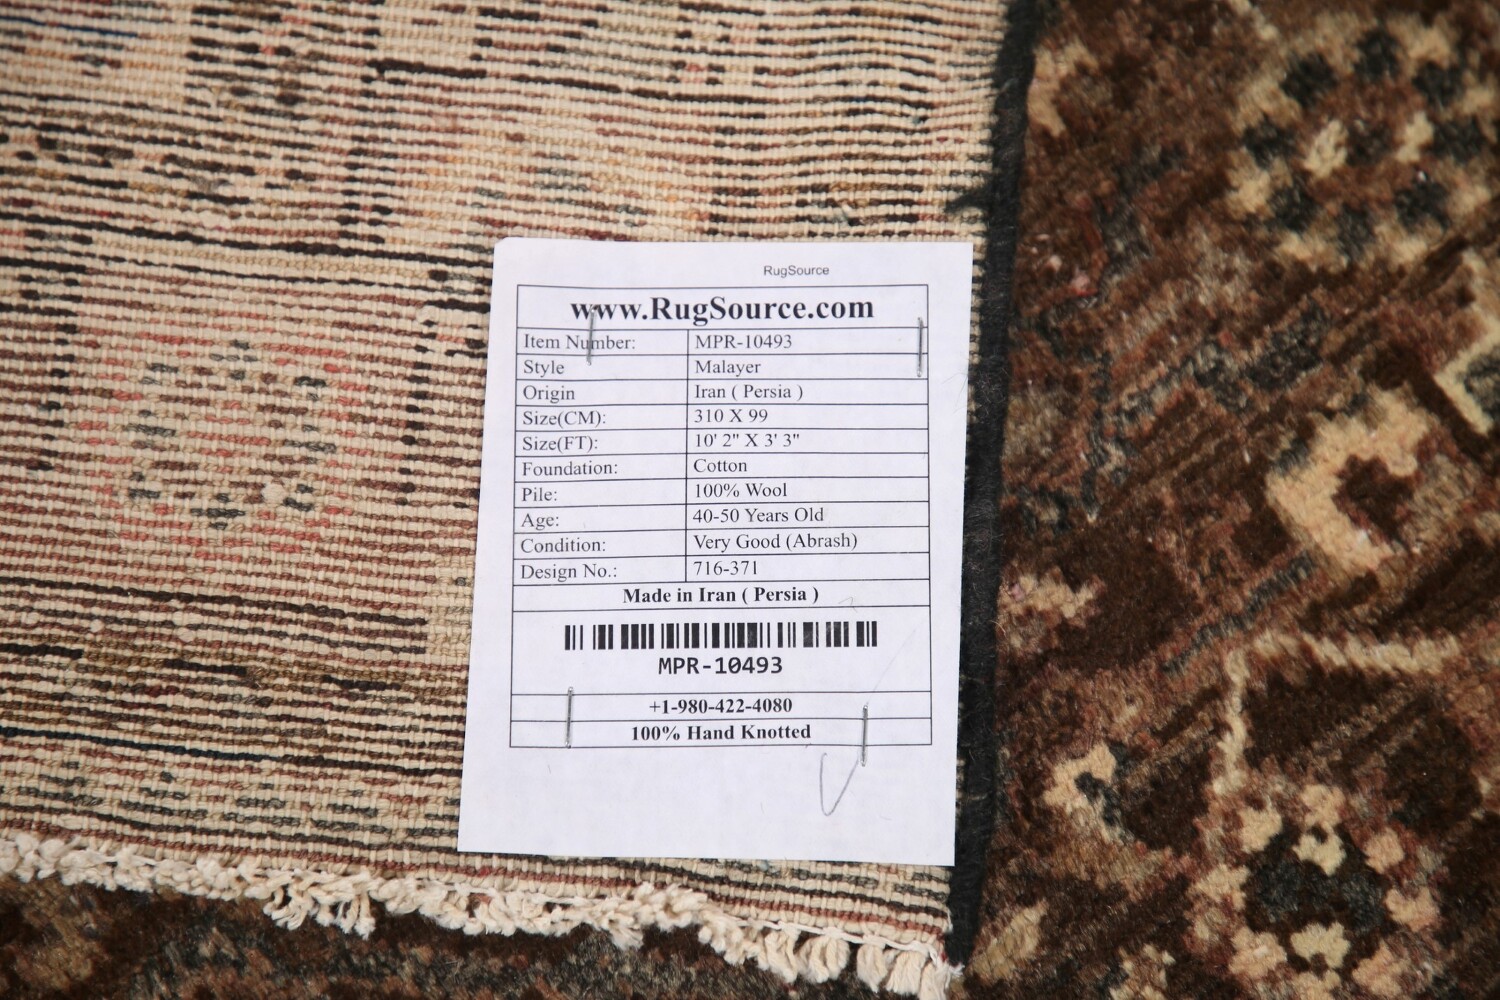 RugSource
www.RugSource.com
Item Number: MPR-10493
Style Malayer
Origin Iran ( Persia )
Size(CM): 310 X 99
Size(FT): 10' 2" X 3' 3"
Foundation: Cotton
Pile: 100% Wool
Age: 40-50 Years Old
Condition: Very Good (Abrash)
Design No.: 716-371
Made in Iran ( Persia )
MPR-10493
+1-980-422-4080
100% Hand Knotted